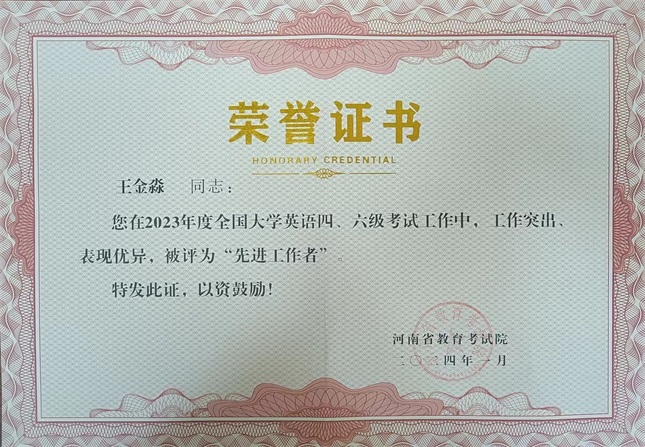 荣誉证书
HONORARY CREDENTIAL
王金淼 同志：
您在2023年度全国大学英语四、六级考试工作中，工作突出、
表现优异，被评为“先进工作者”。
特发此证，以资鼓励！
河南省教育考试院
二〇二四年一月